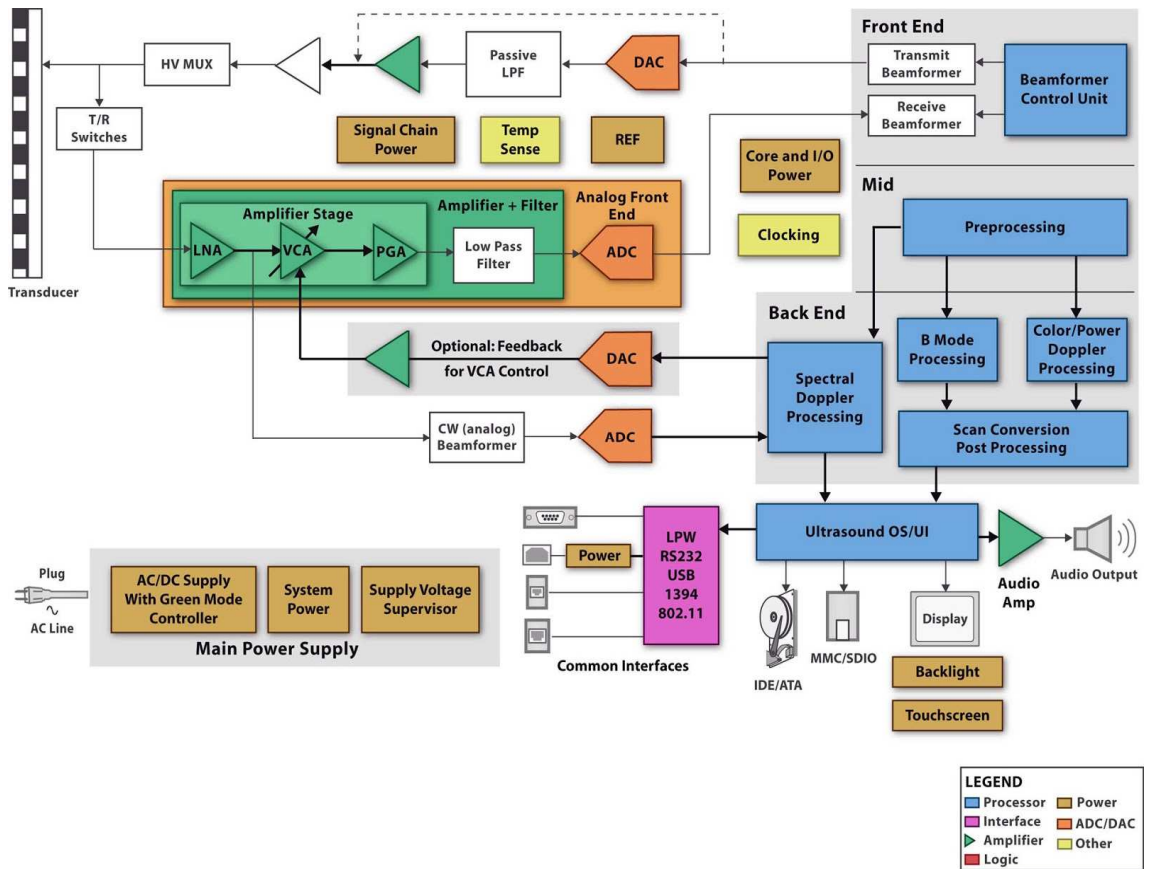 Front End
HV MUX
Passive
LPF
DAC
Transmit
Beamformer
Beamformer
Control Unit
T/R
Switches
Receive
Beamformer
Signal Chain
Power
Temp
Sense
REF
Core and I/O
Power
Mid
Analog Front
End
Amplifier + Filter
Amplifier Stage
LNA
VCA
PGA
Low Pass
Filter
ADC
Clocking
Preprocessing
Transducer
Back End
Optional: Feedback
for VCA Control
DAC
B Mode
Processing
Color/Power
Doppler
Processing
Spectral
Doppler
Processing
CW (analog)
Beamformer
ADC
Scan Conversion
Post Processing
LPW
RS232
USB
1394
802.11
Power
Ultrasound OS/UI
Audio
Amp
Audio Output
Plug
AC Line
AC/DC Supply
With Green Mode
Controller
System
Power
Supply Voltage
Supervisor
Main Power Supply
Common Interfaces
IDE/ATA
MMC/SDIO
Display
Backlight
Touchscreen
LEGEND
Processor
Power
Interface
ADC/DAC
Amplifier
Other
Logic